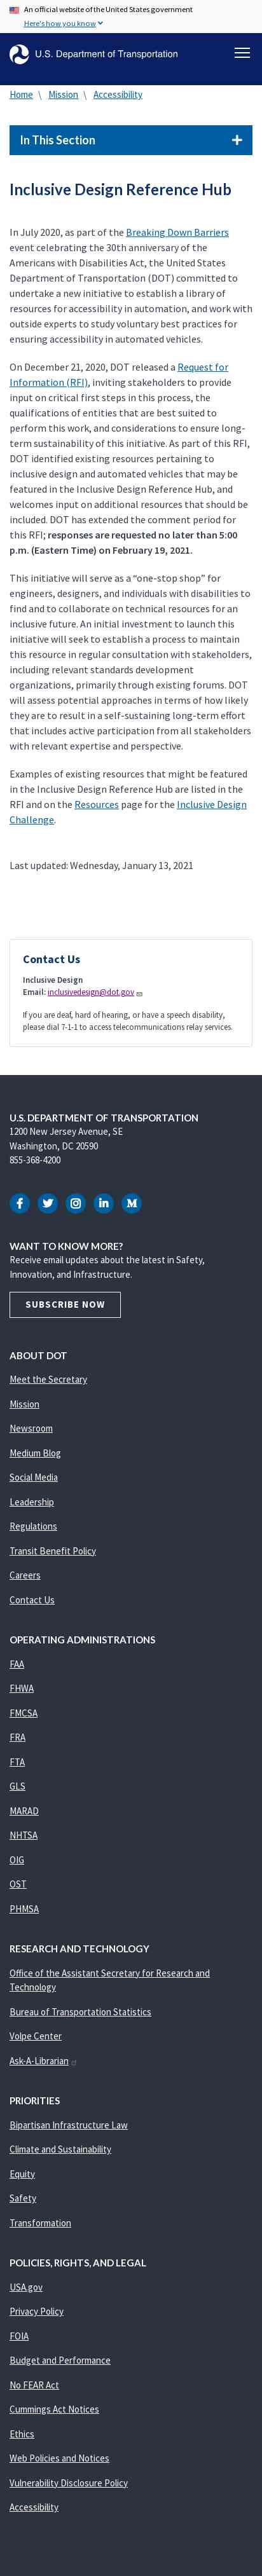 An official website of the United States government
Here's how you know
U.S. Department of Transportation
Home \ Mission \ Accessibility
In This Section
Inclusive Design Reference Hub
In July 2020, as part of the Breaking Down Barriers
event celebrating the 30th anniversary of the
Americans with Disabilities Act, the United States
Department of Transportation (DOT) committed to
undertake a new initiative to establish a library of
resources for accessibility in automation, and to work
with outside partners to study potential best practices for
ensuring accessibility in automated vehicles.
On December 21, 2020, DOT released a Request for
Information (RFI), inviting stakeholders to provide
input on critical first steps in this process, the
qualifications of entities that are best suited to
perform this work, and considerations to ensure long-
term sustainability of this initiative. As part of this RFI,
DOT identified existing resources pertaining to
inclusive design and automated vehicles that may be
featured in the Inclusive Design Reference Hub, and
welcomes input on additional resources that should be
included. DOT has extended the comment period for
this RFI; responses are requested no later than 5:00
p.m. (Eastern Time) on February 19, 2021.
This initiative will serve as a “one-stop shop” for
engineers, designers, and individuals with disabilities
to find and collaborate on technical resources for an
inclusive future. An initial investment to launch this
initiative will seek to establish a process to maintain
this resource in regular consultation with stakeholders,
including standards development
organizations, primarily through existing forums. DOT
will assess potential approaches in terms of how likely
they are to result in a self-sustaining long-term effort
that includes active participation of all stakeholders
with relevant expertise and perspective.
Examples of existing resources that might be featured
in the Inclusive Design Reference Hub are listed in the
RFI and on the Resources page for the Inclusive Design
Challenge.
Last updated: Wednesday, January 13, 2021
Contact Us
Inclusive Design
Email: inclusivedesign@dot.gov
If you are deaf, hard of hearing, or have a speech disability,
please dial 7-1-1 to access telecommunications relay services.
U.S. DEPARTMENT OF TRANSPORTATION
1200 New Jersey Avenue, SE
Washington, DC 20590
855-368-4200
WANT TO KNOW MORE?
Receive email updates about the latest in Safety,
Innovation, and Infrastructure.
SUBSCRIBE NOW
ABOUT DOT
Meet the Secretary
Mission
Newsroom
Medium Blog
Social Media
Leadership
Regulations
Transit Benefit Policy
Careers
Contact Us
OPERATING ADMINISTRATIONS
FAA
FHWA
FMCSA
FRA
FTA
GLS
MARAD
NHTSA
OIG
OST
PHMSA
RESEARCH AND TECHNOLOGY
Office of the Assistant Secretary for Research and
Technology
Bureau of Transportation Statistics
Volpe Center
Ask-A-Librarian
PRIORITIES
Bipartisan Infrastructure Law
Climate and Sustainability
Equity
Safety
Transformation
POLICIES, RIGHTS, AND LEGAL
USA.gov
Privacy Policy
FOIA
Budget and Performance
No FEAR Act
Cummings Act Notices
Ethics
Web Policies and Notices
Vulnerability Disclosure Policy
Accessibility